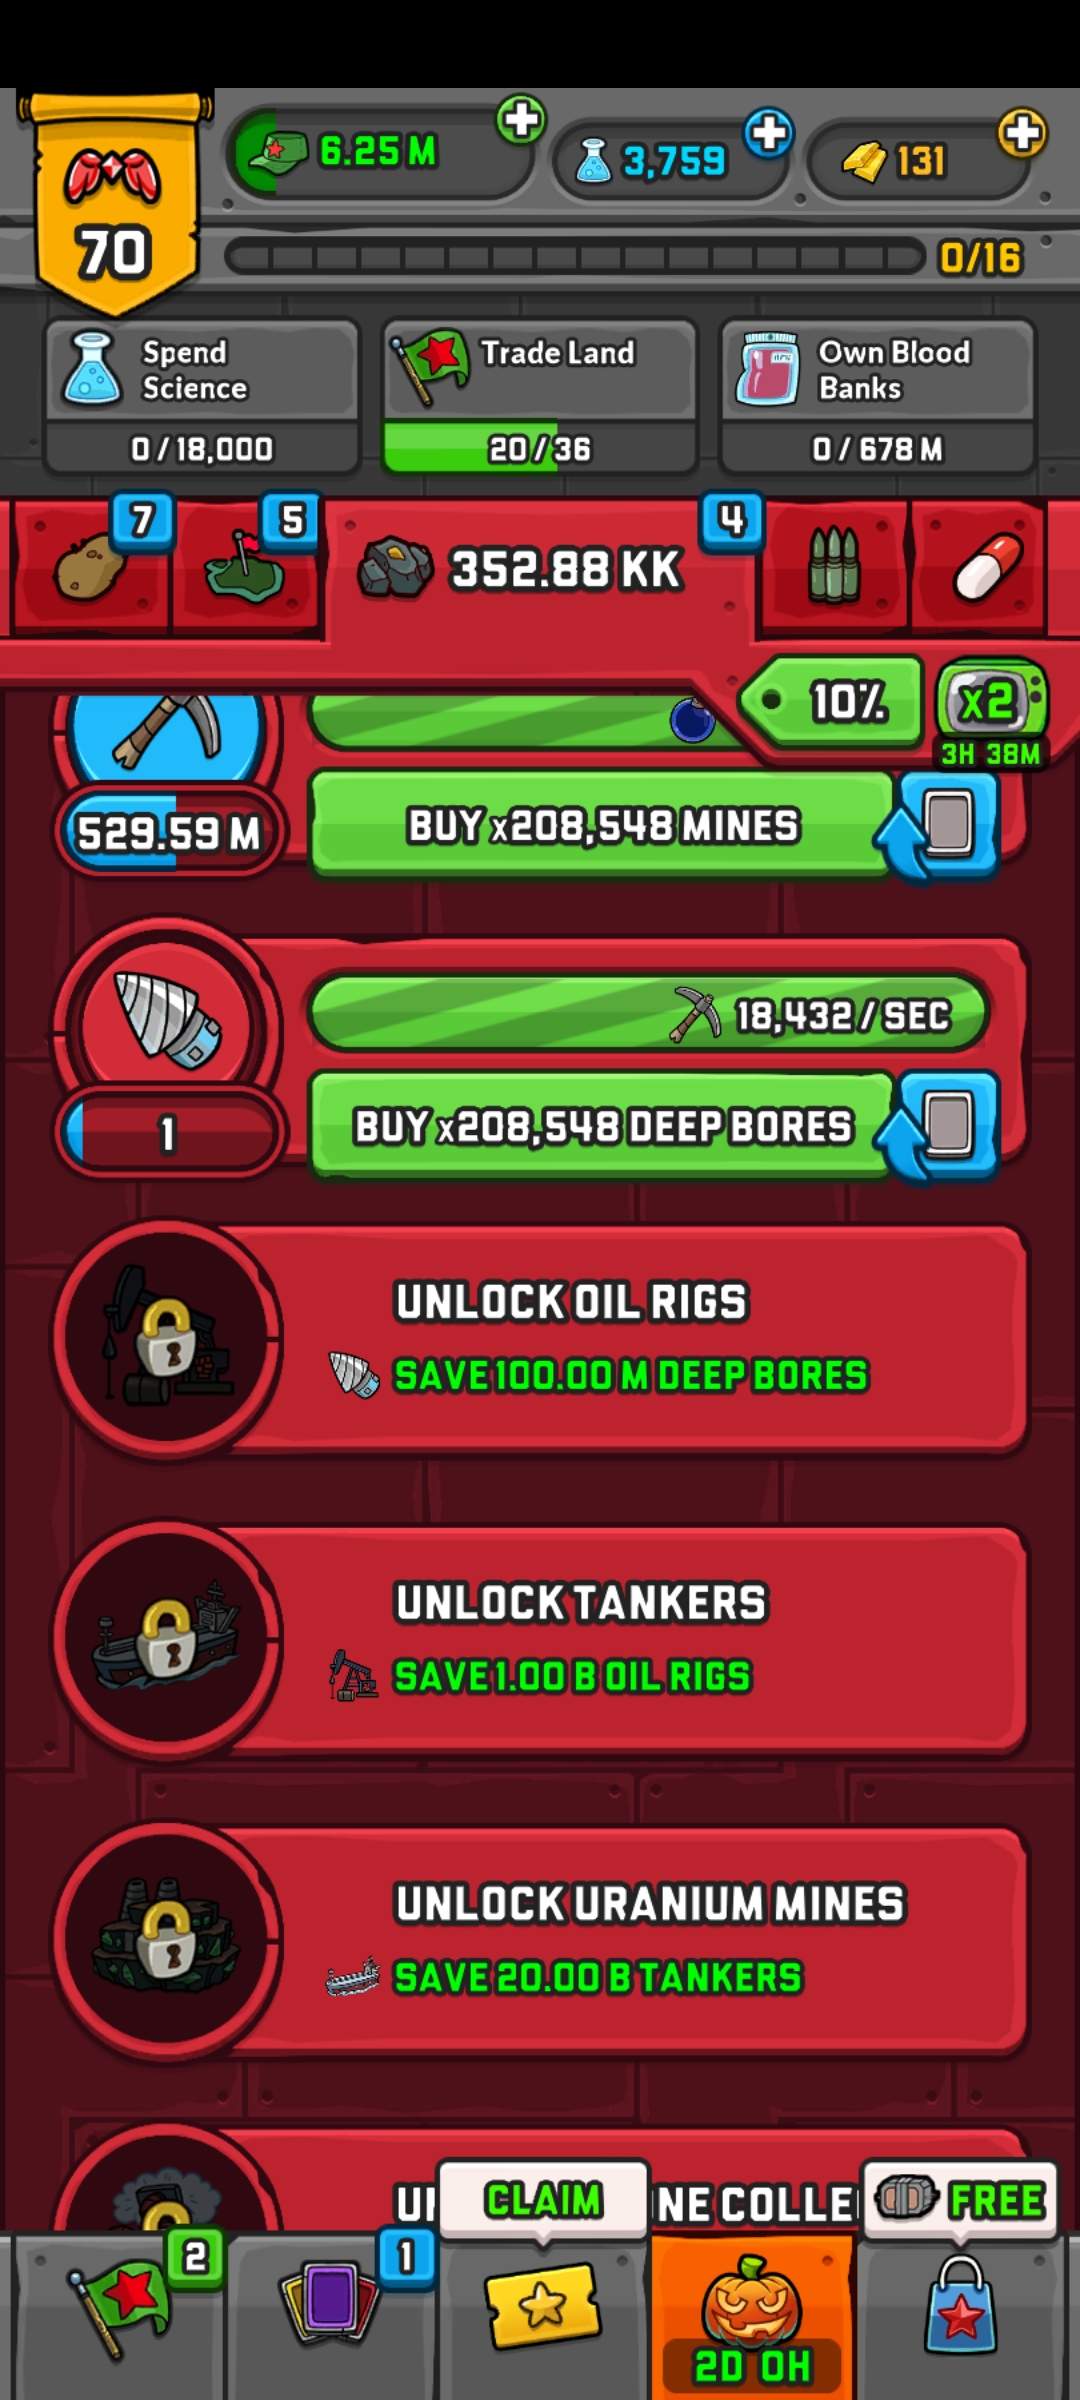 6.25 M
3,759
131
70
0/16
Spend
Science
0 / 18,000
Trade Land
20 / 36
Own Blood
Banks
0 / 678 M
7
5
352.88 KK
4
10%
x2
3H 38M
529.59 M
BUY x208,548 MINES
18,432 / SEC
1
BUY x208,548 DEEP BORES
UNLOCK OIL RIGS
SAVE 100.00 M DEEP BORES
UNLOCK TANKERS
SAVE 1.00 B OIL RIGS
UNLOCK URANIUM MINES
SAVE 20.00 B TANKERS
CLAIM
FREE
2
1
2D 0H